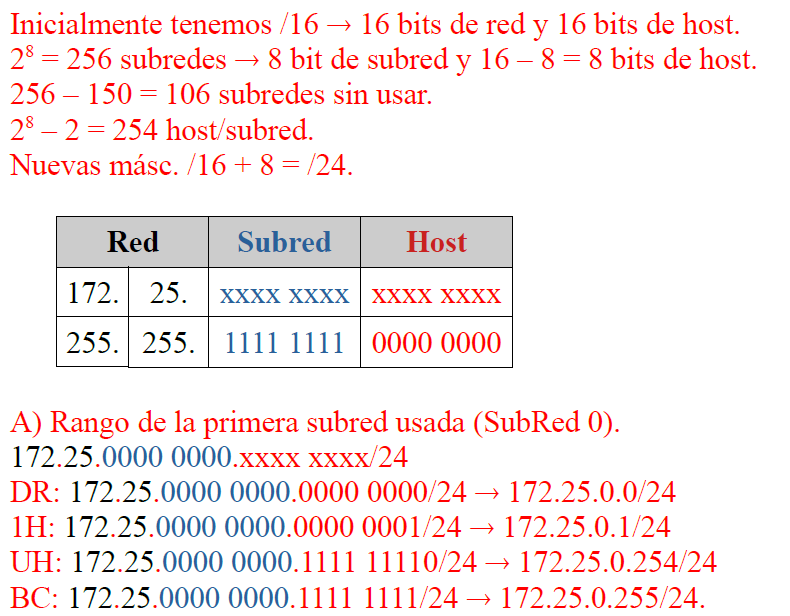 Inicialmente tenemos /16 → 16 bits de red y 16 bits de host.
2⁸ = 256 subredes → 8 bit de subred y 16 – 8 = 8 bits de host.
256 – 150 = 106 subredes sin usar.
2⁸ – 2 = 254 host/subred.
Nuevas másc. /16 + 8 = /24.
Red Subred Host
172. 25. xxxx xxxx xxxx xxxx
255. 255. 1111 1111 0000 0000
A) Rango de la primera subred usada (SubRed 0).
172.25.0000 0000.xxxx xxxx/24
DR: 172.25.0000 0000.0000 0000/24 → 172.25.0.0/24
1H: 172.25.0000 0000.0000 0001/24 → 172.25.0.1/24
UH: 172.25.0000 0000.1111 11110/24 → 172.25.0.254/24
BC: 172.25.0000 0000.1111 1111/24 → 172.25.0.255/24.